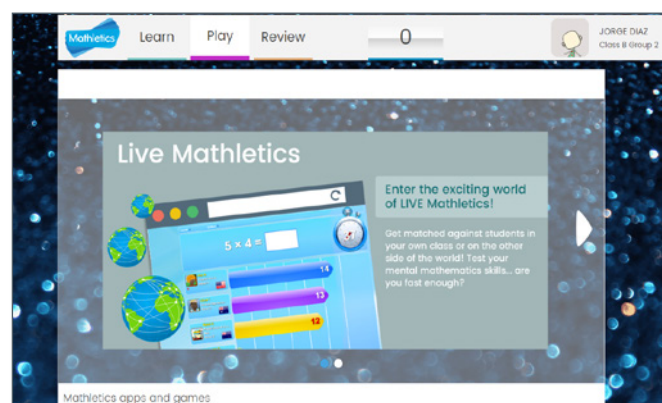 Mathletics
Learn
Play
Review
0
JORGE DIAZ
Class B Group 2
Live Mathletics
Enter the exciting world
of LIVE Mathletics!
Get matched against students in
your own class or on the other
side of the world! Test your
mental mathematics skills... are
you fast enough?
5 x 4 =
14
13
12
Mathletics apps and games